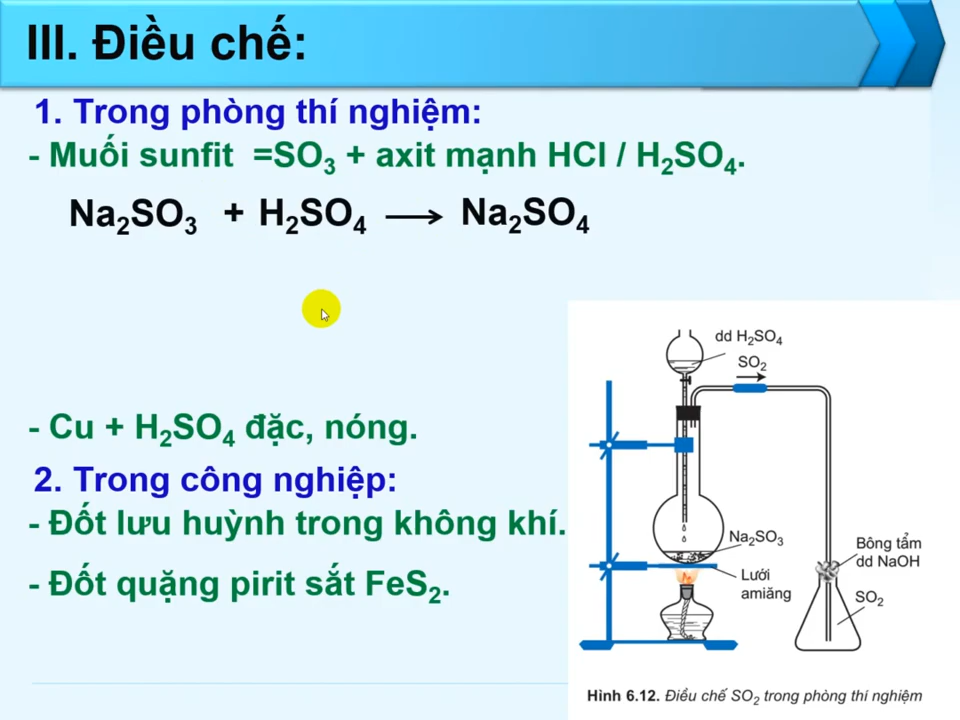 III. Điều chế:
1. Trong phòng thí nghiệm:
- Muối sunfit =SO₃ + axit mạnh HCl / H₂SO₄.
Na₂SO₃ + H₂SO₄ ⟶ Na₂SO₄
- Cu + H₂SO₄ đặc, nóng.
2. Trong công nghiệp:
- Đốt lưu huỳnh trong không khí.
- Đốt quặng pirit sắt FeS₂.
dd H₂SO₄
SO₂
Na₂SO₃
Lưới
amiăng
Bông tẩm
dd NaOH
SO₂
Hình 6.12. Điều chế SO₂ trong phòng thí nghiệm